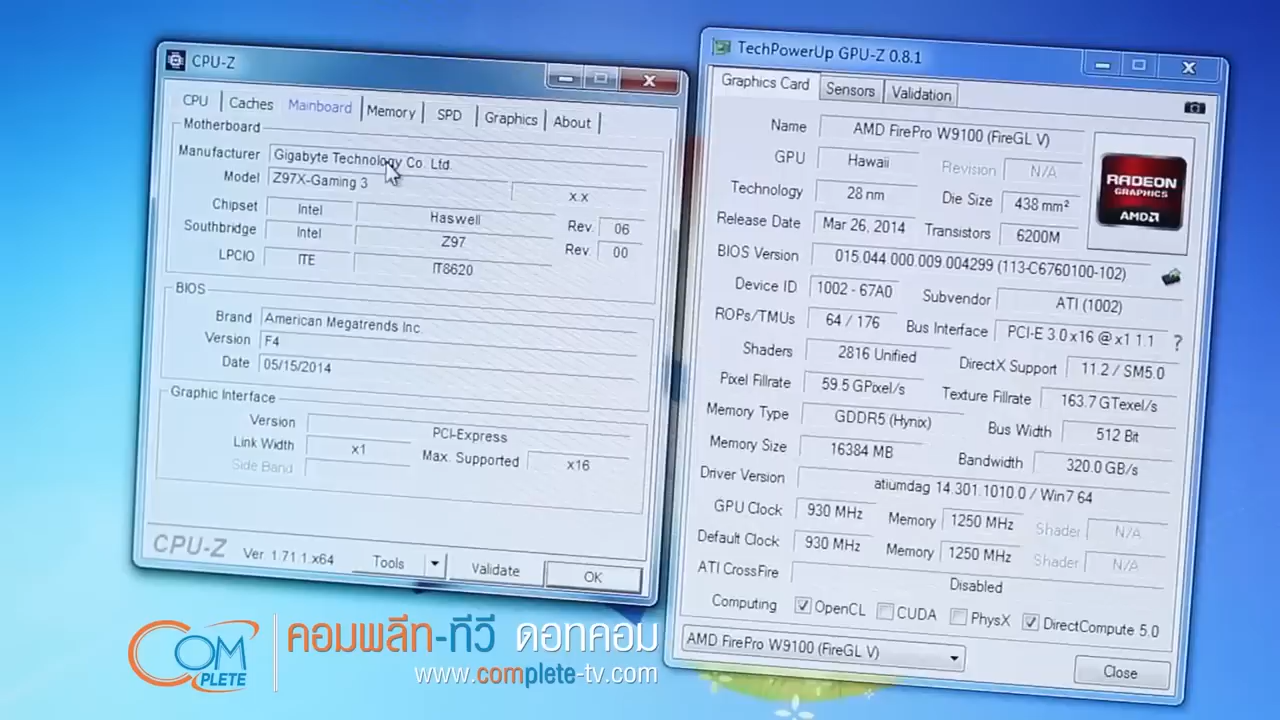 CPU-Z
CPU Caches Mainboard Memory SPD Graphics About
Motherboard
Manufacturer Gigabyte Technology Co. Ltd.
Model Z97X-Gaming 3 x.x
Chipset Intel Haswell Rev. 06
Southbridge Intel Z97 Rev. 00
LPCIO ITE IT8620
BIOS
Brand American Megatrends Inc.
Version F4
Date 05/15/2014
Graphic Interface
Version PCI-Express
Link Width x1 Max. Supported x16
Side Band
CPU-Z Ver. 1.71.1.x64 Tools Validate OK
TechPowerUp GPU-Z 0.8.1
Graphics Card Sensors Validation
Name AMD FirePro W9100 (FireGL V)
GPU Hawaii Revision N/A
Technology 28 nm Die Size 438 mm²
Release Date Mar 26, 2014 Transistors 6200M
BIOS Version 015.044.000.009.004299 (113-C6760100-102)
Device ID 1002 - 67A0 Subvendor ATI (1002)
ROPs/TMUs 64 / 176 Bus Interface PCI-E 3.0 x16 @ x1 1.1 ?
Shaders 2816 Unified DirectX Support 11.2 / SM5.0
Pixel Fillrate 59.5 GPixel/s Texture Fillrate 163.7 GTexel/s
Memory Type GDDR5 (Hynix) Bus Width 512 Bit
Memory Size 16384 MB Bandwidth 320.0 GB/s
Driver Version atiumdag 14.301.1010.0 / Win7 64
GPU Clock 930 MHz Memory 1250 MHz Shader N/A
Default Clock 930 MHz Memory 1250 MHz Shader N/A
ATI CrossFire Disabled
Computing OpenCL CUDA PhysX DirectCompute 5.0
AMD FirePro W9100 (FireGL V) Close
RADEON
GRAPHICS
AMD
COM
PLETE
คอมพลีท-ทีวี ดอทคอม
www.complete-tv.com